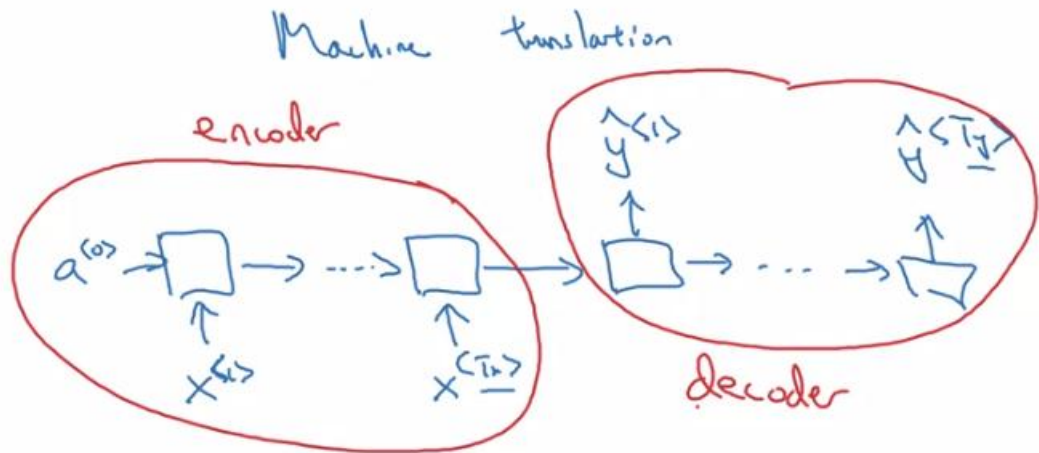 Machine translation
encoder
ŷ<1> ŷ<Ty>
a<0>
x<1> x<Tx>
decoder